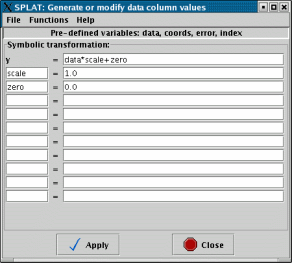 SPLAT: Generate or modify data column values
File Functions Help
Pre-defined variables: data, coords, error, index
Symbolic transformation:
y = data*scale+zero
scale = 1.0
zero = 0.0
=
=
=
=
=
=
=
=
Apply Close